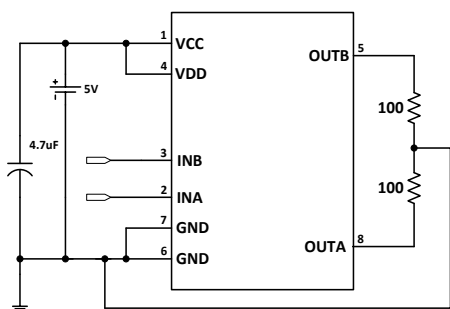 1 VCC
5 OUTB
4 VDD
+ 5V
-
100
4.7uF
3 INB
2 INA
100
7 GND
OUTA 8
6 GND